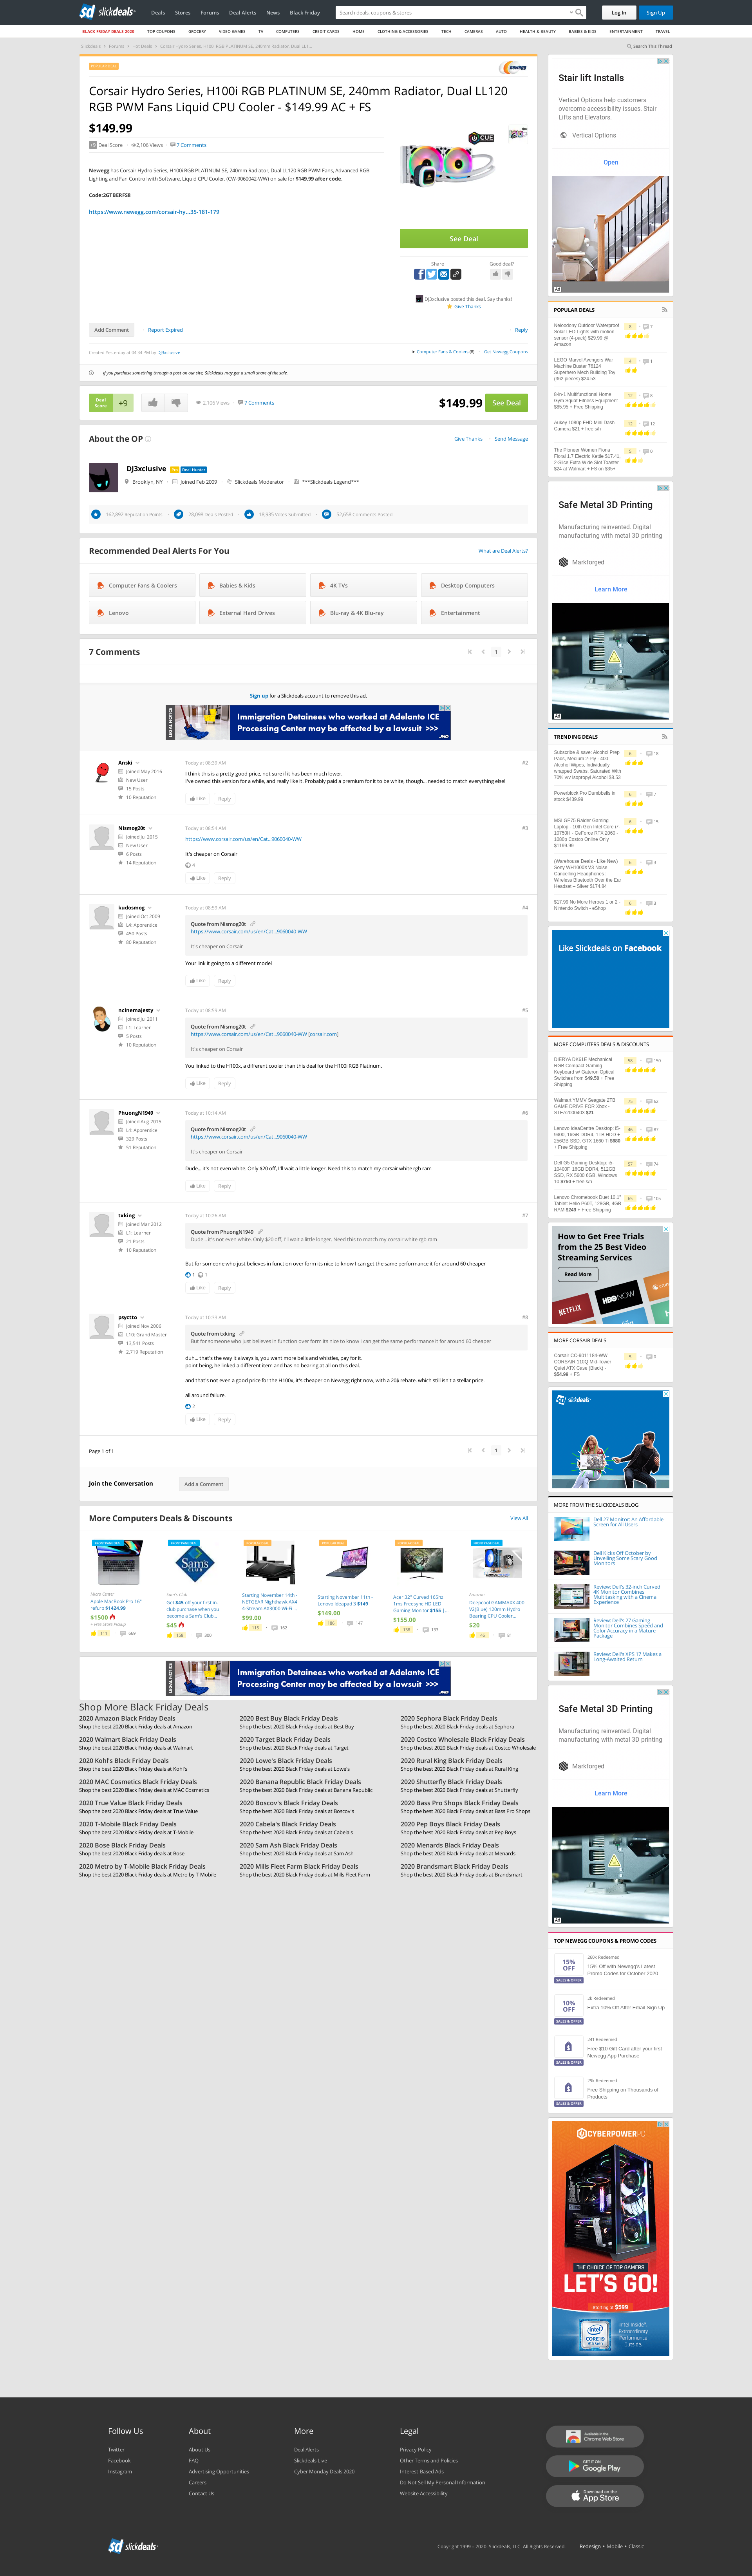 slickdeals
Deals
Stores
Forums
Deal Alerts
News
Black Friday
Search deals, coupons & stores
Log In
Sign Up
BLACK FRIDAY DEALS 2020
TOP COUPONS
GROCERY
VIDEO GAMES
TV
COMPUTERS
CREDIT CARDS
HOME
CLOTHING & ACCESSORIES
TECH
CAMERAS
AUTO
HEALTH & BEAUTY
BABIES & KIDS
ENTERTAINMENT
TRAVEL
Slickdeals
Forums
Hot Deals
Corsair Hydro Series, H100i RGB PLATINUM SE, 240mm Radiator, Dual LL1...
Search This Thread
POPULAR DEAL
newegg
Corsair Hydro Series, H100i RGB PLATINUM SE, 240mm Radiator, Dual LL120
RGB PWM Fans Liquid CPU Cooler - $149.99 AC + FS
$149.99
+9 Deal Score
2,106 Views
7 Comments
Newegg has Corsair Hydro Series, H100i RGB PLATINUM SE, 240mm Radiator, Dual LL120 RGB PWM Fans, Advanced RGB
Lighting and Fan Control with Software, Liquid CPU Cooler. (CW-9060042-WW) on sale for $149.99 after code.
Code:2GTBERFS8
https://www.newegg.com/corsair-hy...35-181-179
iCUE
See Deal
Share
Good deal?
DJ3xclusive posted this deal. Say thanks!
Give Thanks
Add Comment
Report Expired
Reply
Created Yesterday at 04:34 PM by DJ3xclusive
Computer Fans & Coolers
Get Newegg Coupons
If you purchase something through a post on our site, Slickdeals may get a small share of the sale.
Deal
Score
+9
2,106 Views
7 Comments
$149.99
See Deal
About the OP
Give Thanks
Send Message
DJ3xclusive
Pro
Deal Hunter
Brooklyn, NY
Joined Feb 2009
Slickdeals Moderator
***Slickdeals Legend***
162,892 Reputation Points
28,098 Deals Posted
18,935 Votes Submitted
52,658 Comments Posted
Recommended Deal Alerts For You
What are Deal Alerts?
Computer Fans & Coolers
Babies & Kids
4K TVs
Desktop Computers
Lenovo
External Hard Drives
Blu-ray & 4K Blu-ray
Entertainment
7 Comments
1
Sign up for a Slickdeals account to remove this ad.
LEGAL NOTICE
Immigration Detainees who worked at Adelanto ICE
Processing Center may be affected by a lawsuit >>>
JND
Anski
Joined May 2016
New User
15 Posts
10 Reputation
Today at 08:39 AM
#2
I think this is a pretty good price, not sure if it has been much lower.
I've owned this version for a while, and really like it. Probably paid a premium for it to be white, though... needed to match everything else!
Like
Reply
Nismog20t
Joined Jul 2015
New User
6 Posts
14 Reputation
Today at 08:54 AM
#3
https://www.corsair.com/us/en/Cat...9060040-WW
It's cheaper on Corsair
4
Like
Reply
kudosmog
Joined Oct 2009
L4: Apprentice
450 Posts
86 Reputation
Today at 08:59 AM
#4
Quote from Nismog20t
https://www.corsair.com/us/en/Cat...9060040-WW
It's cheaper on Corsair
Your link it going to a different model
Like
Reply
ncinemajesty
Joined Jul 2011
L1: Learner
5 Posts
10 Reputation
Today at 08:59 AM
#5
Quote from Nismog20t
https://www.corsair.com/us/en/Cat...9060040-WW [corsair.com]
It's cheaper on Corsair
You linked to the H100x, a different cooler than this deal for the H100i RGB Platinum.
Like
Reply
PhuongN1949
Joined Aug 2015
L4: Apprentice
329 Posts
51 Reputation
Today at 10:14 AM
#6
Quote from Nismog20t
https://www.corsair.com/us/en/Cat...9060040-WW
It's cheaper on Corsair
Dude... it's not even white. Only $20 off, I'll wait a little longer. Need this to match my corsair white rgb ram
Like
Reply
txking
Joined Mar 2012
L1: Learner
21 Posts
10 Reputation
Today at 10:26 AM
#7
Quote from PhuongN1949
Dude... it's not even white. Only $20 off, I'll wait a little longer. Need this to match my corsair white rgb ram
But for someone who just believes in function over form its nice to know I can get the same performance it for around 60 cheaper
1
1
Like
Reply
psyctto
Joined Nov 2006
L10: Grand Master
13,541 Posts
2,719 Reputation
Today at 10:33 AM
#8
Quote from txking
But for someone who just believes in function over form its nice to know I can get the same performance it for around 60 cheaper
duh... that's the way it always is, you want more bells and whistles, pay for it.
point being, he linked a different item and has no bearing at all on this deal.
and that's not even a good price for the H100x, it's cheaper on Newegg right now, with a 20$ rebate. which still isn't a stellar price.
all around failure.
2
Like
Reply
Page 1 of 1
1
Join the Conversation
Add a Comment
More Computers Deals & Discounts
View All
Micro Center
Apple MacBook Pro 16"
refurb $1424.99
$1500
+ Free Store Pickup
111
669
Sam's Club
Get $45 off your first in-
club purchase when you
become a Sam's Club...
$45
158
300
Starting November 14th -
NETGEAR Nighthawk AX4
4-Stream AX3000 Wi-Fi ...
$99.00
115
162
Starting November 11th -
Lenovo Ideapad 3 $149
$149.00
186
147
Acer 32" Curved 165hz
1ms Freesync HD LED
Gaming Monitor $155 |...
$155.00
138
133
Amazon
Deepcool GAMMAXX 400
V2(Blue) 120mm Hydro
Bearing CPU Cooler...
$20
46
81
LEGAL NOTICE
Immigration Detainees who worked at Adelanto ICE
Processing Center may be affected by a lawsuit >>>
JND
Shop More Black Friday Deals
2020 Amazon Black Friday Deals
Shop the best 2020 Black Friday deals at Amazon
2020 Best Buy Black Friday Deals
Shop the best 2020 Black Friday deals at Best Buy
2020 Sephora Black Friday Deals
Shop the best 2020 Black Friday deals at Sephora
2020 Walmart Black Friday Deals
Shop the best 2020 Black Friday deals at Walmart
2020 Target Black Friday Deals
Shop the best 2020 Black Friday deals at Target
2020 Costco Wholesale Black Friday Deals
Shop the best 2020 Black Friday deals at Costco Wholesale
2020 Kohl's Black Friday Deals
Shop the best 2020 Black Friday deals at Kohl's
2020 Lowe's Black Friday Deals
Shop the best 2020 Black Friday deals at Lowe's
2020 Rural King Black Friday Deals
Shop the best 2020 Black Friday deals at Rural King
2020 MAC Cosmetics Black Friday Deals
Shop the best 2020 Black Friday deals at MAC Cosmetics
2020 Banana Republic Black Friday Deals
Shop the best 2020 Black Friday deals at Banana Republic
2020 Shutterfly Black Friday Deals
Shop the best 2020 Black Friday deals at Shutterfly
2020 True Value Black Friday Deals
Shop the best 2020 Black Friday deals at True Value
2020 Boscov's Black Friday Deals
Shop the best 2020 Black Friday deals at Boscov's
2020 Bass Pro Shops Black Friday Deals
Shop the best 2020 Black Friday deals at Bass Pro Shops
2020 T-Mobile Black Friday Deals
Shop the best 2020 Black Friday deals at T-Mobile
2020 Cabela's Black Friday Deals
Shop the best 2020 Black Friday deals at Cabela's
2020 Pep Boys Black Friday Deals
Shop the best 2020 Black Friday deals at Pep Boys
2020 Bose Black Friday Deals
Shop the best 2020 Black Friday deals at Bose
2020 Sam Ash Black Friday Deals
Shop the best 2020 Black Friday deals at Sam Ash
2020 Menards Black Friday Deals
Shop the best 2020 Black Friday deals at Menards
2020 Metro by T-Mobile Black Friday Deals
Shop the best 2020 Black Friday deals at Metro by T-Mobile
2020 Mills Fleet Farm Black Friday Deals
Shop the best 2020 Black Friday deals at Mills Fleet Farm
2020 Brandsmart Black Friday Deals
Shop the best 2020 Black Friday deals at Brandsmart
Stair lift Installs
Vertical Options help customers
overcome accessibility issues. Stair
Lifts and Elevators.
Vertical Options
Open
Ad
POPULAR DEALS
Netoodony Outdoor Waterproof
Solar LED Lights with motion
sensor (4-pack) $29.99 @
Amazon
LEGO Marvel Avengers War
Machine Buster 76124
Superhero Mech Building Toy
(362 pieces) $24.53
8-in-1 Multifunctional Home
Gym Squat Fitness Equipment
$85.95 + Free Shipping
Aukey 1080p FHD Mini Dash
Camera $21 + free s/h
The Pioneer Women Fiona
Floral 1.7 Electric Kettle $17.41,
2-Slice Extra Wide Slot Toaster
$24 at Walmart + FS on $35+
Safe Metal 3D Printing
Manufacturing reinvented. Digital
manufacturing with metal 3D printing
Markforged
Learn More
Ad
TRENDING DEALS
Subscribe & save: Alcohol Prep
Pads, Medium 2-Ply - 400
Alcohol Wipes, Individually
wrapped Swabs, Saturated With
70% v/v Isopropyl Alcohol $8.53
Powerblock Pro Dumbbells in
stock $439.99
MSI GE75 Raider Gaming
Laptop - 10th Gen Intel Core i7-
10750H - GeForce RTX 2060 -
1080p Costco Online Only
$1199.99
(Warehouse Deals - Like New)
Sony WH1000XM3 Noise
Cancelling Headphones :
Wireless Bluetooth Over the Ear
Headset – Silver $174.84
$17.99 No More Heroes 1 or 2 -
Nintendo Switch - eShop
Like Slickdeals on Facebook
MORE COMPUTERS DEALS & DISCOUNTS
DIERYA DK61E Mechanical
RGB Compact Gaming
Keyboard w/ Gateron Optical
Switches from $49.50 + Free
Shipping
Walmart YMMV Seagate 2TB
GAME DRIVE FOR Xbox -
STEA2000403 $21
Lenovo IdeaCentre Desktop: i5-
9400, 16GB DDR4, 1TB HDD +
256GB SSD, GTX 1660 Ti $660
+ Free Shipping
Dell G5 Gaming Desktop: i5-
10400F, 16GB DDR4, 512GB
SSD, RX 5600 6GB, Windows
10 $750 + free s/h
Lenovo Chromebook Duet 10.1"
Tablet: Helio P60T, 128GB, 4GB
RAM $249 + Free Shipping
How to Get Free Trials
from the 25 Best Video
Streaming Services
Read More
NETFLIX
HBO NOW
MORE CORSAIR DEALS
Corsair CC-9011184-WW
CORSAIR 110Q Mid-Tower
Quiet ATX Case (Black) -
$54.99 + FS
slickdeals
MORE FROM THE SLICKDEALS BLOG
Dell 27 Monitor: An Affordable
Screen for All Users
Dell Kicks Off October by
Unveiling Some Scary Good
Monitors
Review: Dell's 32-inch Curved
4K Monitor Combines
Multitasking with a Cinema
Experience
Review: Dell's 27 Gaming
Monitor Combines Speed and
Color Accuracy in a Mature
Package
Review: Dell's XPS 17 Makes a
Long-Awaited Return
Safe Metal 3D Printing
Manufacturing reinvented. Digital
manufacturing with metal 3D printing
Markforged
Learn More
Ad
TOP NEWEGG COUPONS & PROMO CODES
15%
OFF
SALES & OFFER
260k Redeemed
15% Off with Newegg's Latest
Promo Codes for October 2020
10%
OFF
SALES & OFFER
2k Redeemed
Extra 10% Off After Email Sign Up
SALES & OFFER
241 Redeemed
Free $10 Gift Card after your first
Newegg App Purchase
SALES & OFFER
29k Redeemed
Free Shipping on Thousands of
Products
CYBERPOWERPC
THE CHOICE OF TOP GAMERS
LET'S GO!
Starting at $599
CORE i9
Intel Inside®.
Extraordinary
Performance
Outside.
Follow Us
Twitter
Facebook
Instagram
About
About Us
FAQ
Advertising Opportunities
Careers
Contact Us
More
Deal Alerts
Slickdeals Live
Cyber Monday Deals 2020
Legal
Privacy Policy
Other Terms and Policies
Interest-Based Ads
Do Not Sell My Personal Information
Website Accessibility
Available in the
Chrome Web Store
GET IT ON
Google Play
Download on the
App Store
slickdeals
Copyright 1999 - 2020. Slickdeals, LLC. All Rights Reserved.
Redesign • Mobile • Classic